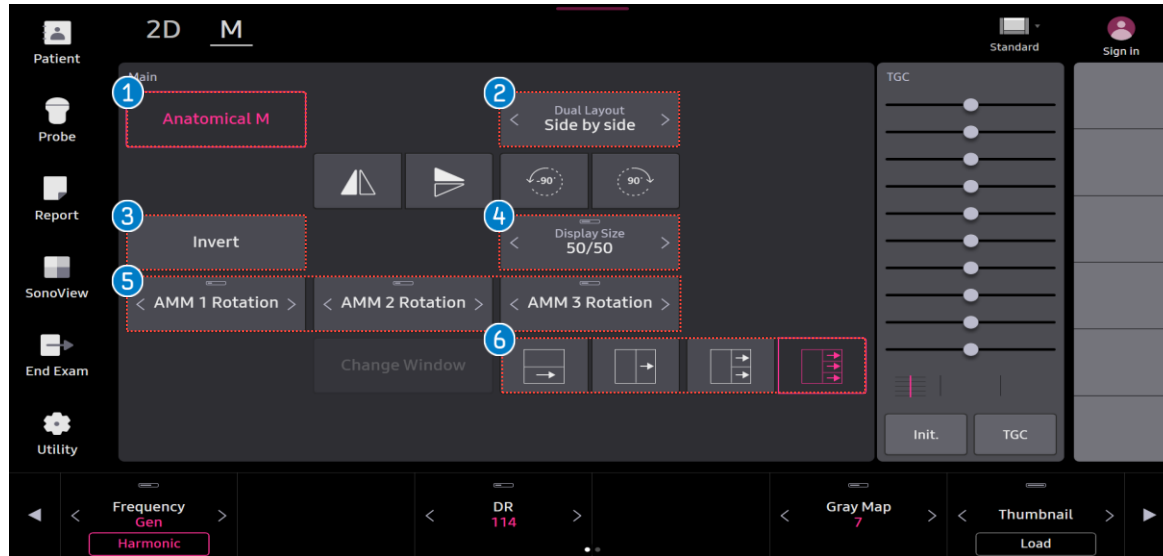 2D M
Standard
Sign in
Patient
Probe
Report
SonoView
End Exam
Utility
Main
1
Anatomical M
2
Dual Layout
< Side by side >
-90°
90°
3
Invert
4
Display Size
< 50/50 >
5
< AMM 1 Rotation >
< AMM 2 Rotation >
< AMM 3 Rotation >
6
Change Window
TGC
Init.
TGC
Frequency
< Gen >
Harmonic
DR
< 114 >
Gray Map
< 7 >
< Thumbnail >
Load